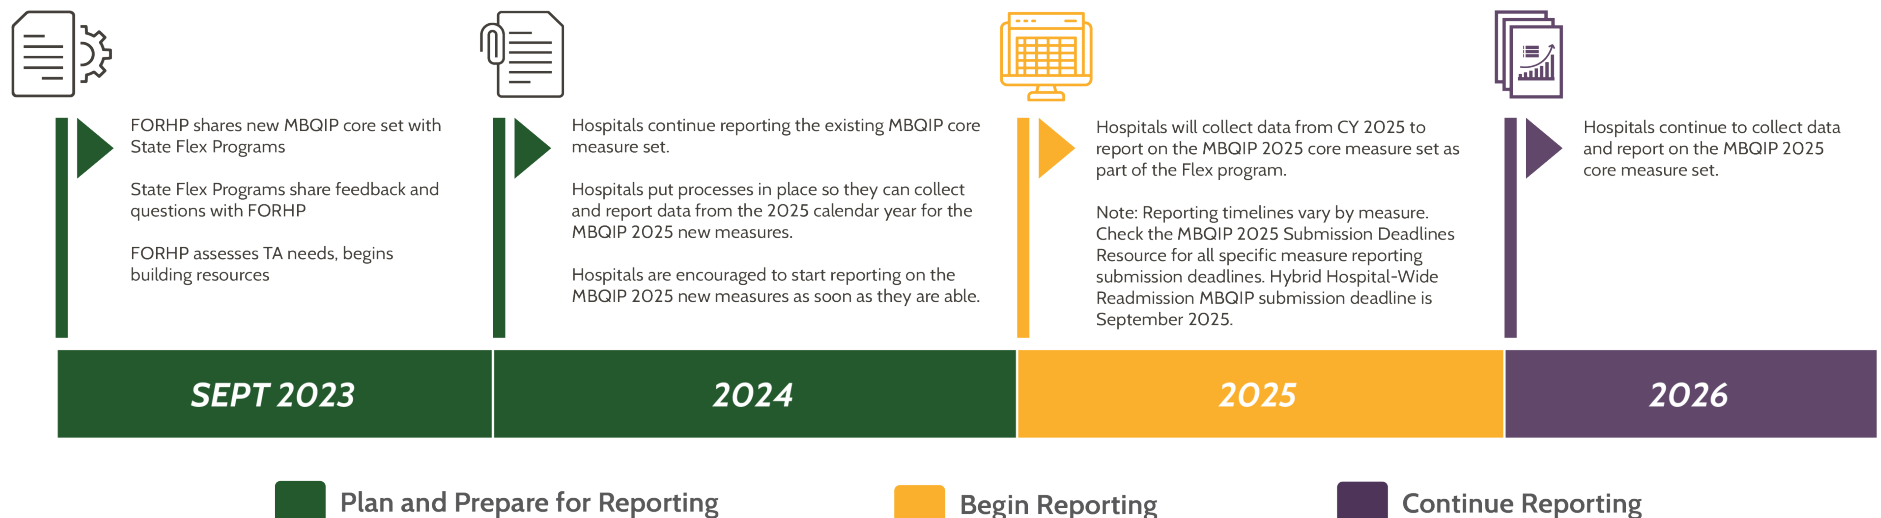 FORHP shares new MBQIP core set with
State Flex Programs
State Flex Programs share feedback and
questions with FORHP
FORHP assesses TA needs, begins
building resources
Hospitals continue reporting the existing MBQIP core
measure set.
Hospitals put processes in place so they can collect
and report data from the 2025 calendar year for the
MBQIP 2025 new measures.
Hospitals are encouraged to start reporting on the
MBQIP 2025 new measures as soon as they are able.
Hospitals will collect data from CY 2025 to
report on the MBQIP 2025 core measure set as
part of the Flex program.
Note: Reporting timelines vary by measure.
Check the MBQIP 2025 Submission Deadlines
Resource for all specific measure reporting
submission deadlines. Hybrid Hospital-Wide
Readmission MBQIP submission deadline is
September 2025.
Hospitals continue to collect data
and report on the MBQIP 2025
core measure set.
SEPT 2023
2024
2025
2026
Plan and Prepare for Reporting
Begin Reporting
Continue Reporting